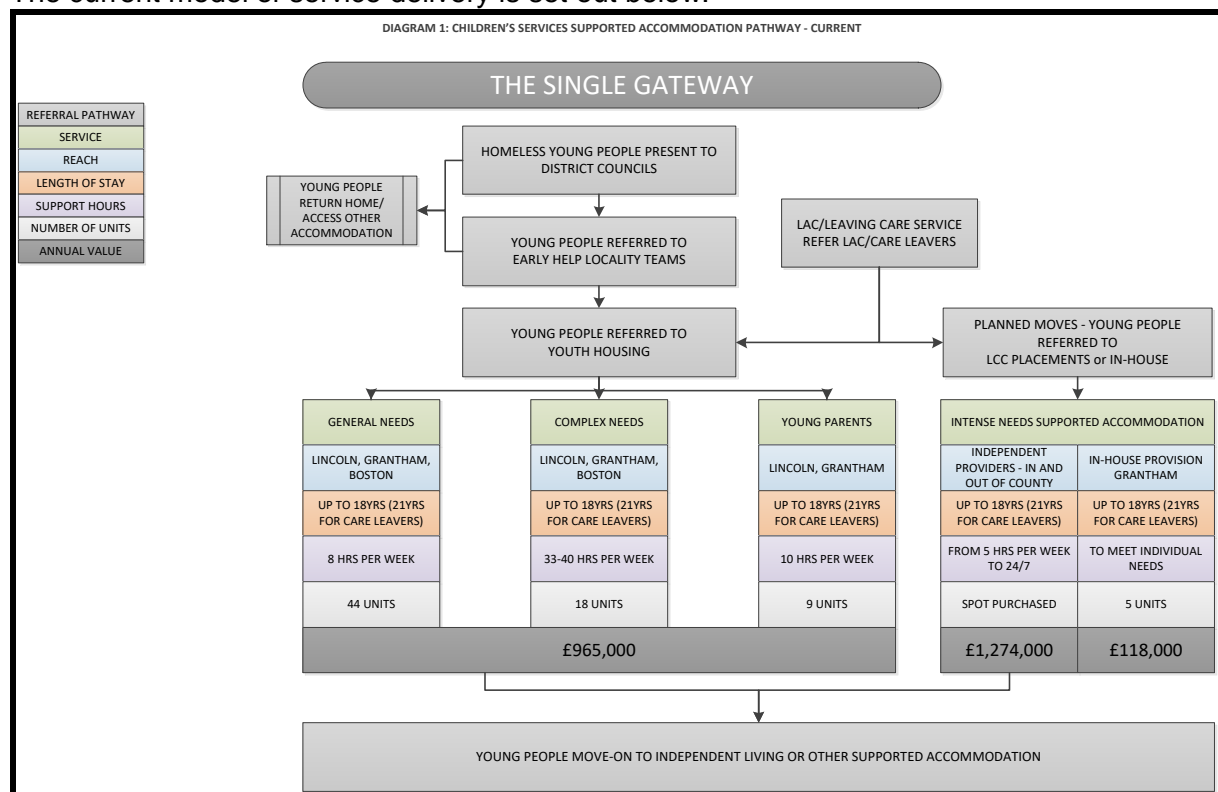 The current model of service delivery is set out below:
DIAGRAM 1: CHILDREN'S SERVICES SUPPORTED ACCOMMODATION PATHWAY - CURRENT
THE SINGLE GATEWAY
REFERRAL PATHWAY
SERVICE
REACH
LENGTH OF STAY
SUPPORT HOURS
NUMBER OF UNITS
ANNUAL VALUE
HOMELESS YOUNG PEOPLE PRESENT TO
DISTRICT COUNCILS
YOUNG PEOPLE
RETURN HOME/
ACCESS OTHER
ACCOMMODATION
YOUNG PEOPLE REFERRED TO
EARLY HELP LOCALITY TEAMS
LAC/LEAVING CARE SERVICE
REFER LAC/CARE LEAVERS
YOUNG PEOPLE REFERRED TO
YOUTH HOUSING
PLANNED MOVES - YOUNG PEOPLE
REFERRED TO
LCC PLACEMENTS or IN-HOUSE
GENERAL NEEDS
LINCOLN, GRANTHAM,
BOSTON
UP TO 18YRS (21YRS
FOR CARE LEAVERS)
8 HRS PER WEEK
44 UNITS
COMPLEX NEEDS
LINCOLN, GRANTHAM,
BOSTON
UP TO 18YRS (21YRS
FOR CARE LEAVERS)
33-40 HRS PER WEEK
18 UNITS
YOUNG PARENTS
LINCOLN, GRANTHAM
UP TO 18YRS (21YRS
FOR CARE LEAVERS)
10 HRS PER WEEK
9 UNITS
£965,000
INTENSE NEEDS SUPPORTED ACCOMMODATION
INDEPENDENT
PROVIDERS - IN AND
OUT OF COUNTY
UP TO 18YRS (21YRS
FOR CARE LEAVERS)
FROM 5 HRS PER WEEK
TO 24/7
SPOT PURCHASED
£1,274,000
IN-HOUSE PROVISION
GRANTHAM
UP TO 18YRS (21YRS
FOR CARE LEAVERS)
TO MEET INDIVIDUAL
NEEDS
5 UNITS
£118,000
YOUNG PEOPLE MOVE-ON TO INDEPENDENT LIVING OR OTHER SUPPORTED ACCOMMODATION